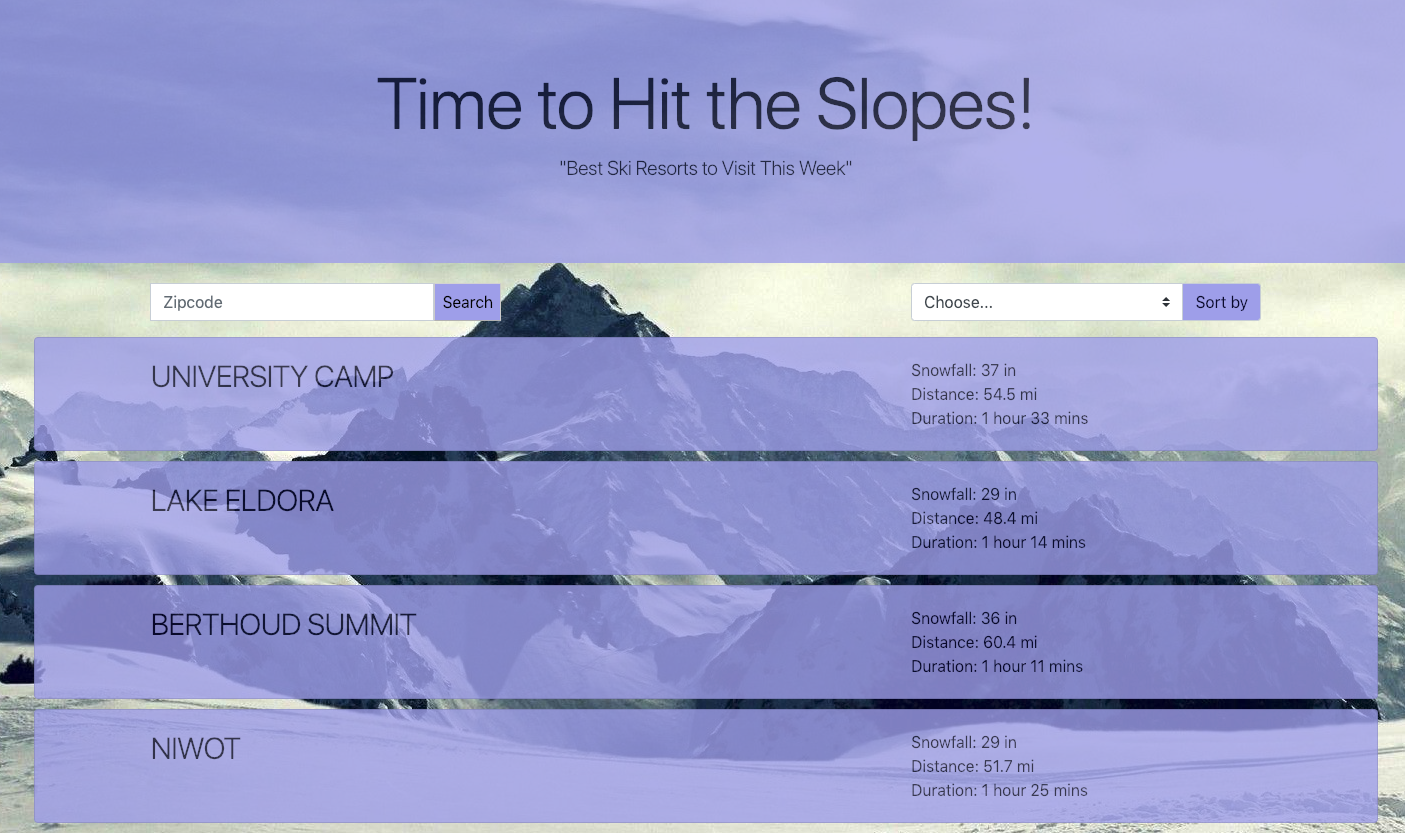 Time to Hit the Slopes!
"Best Ski Resorts to Visit This Week"
Zipcode
Search
Choose...
Sort by
UNIVERSITY CAMP
Snowfall: 37 in
Distance: 54.5 mi
Duration: 1 hour 33 mins
LAKE ELDORA
Snowfall: 29 in
Distance: 48.4 mi
Duration: 1 hour 14 mins
BERTHOUD SUMMIT
Snowfall: 36 in
Distance: 60.4 mi
Duration: 1 hour 11 mins
NIWOT
Snowfall: 29 in
Distance: 51.7 mi
Duration: 1 hour 25 mins